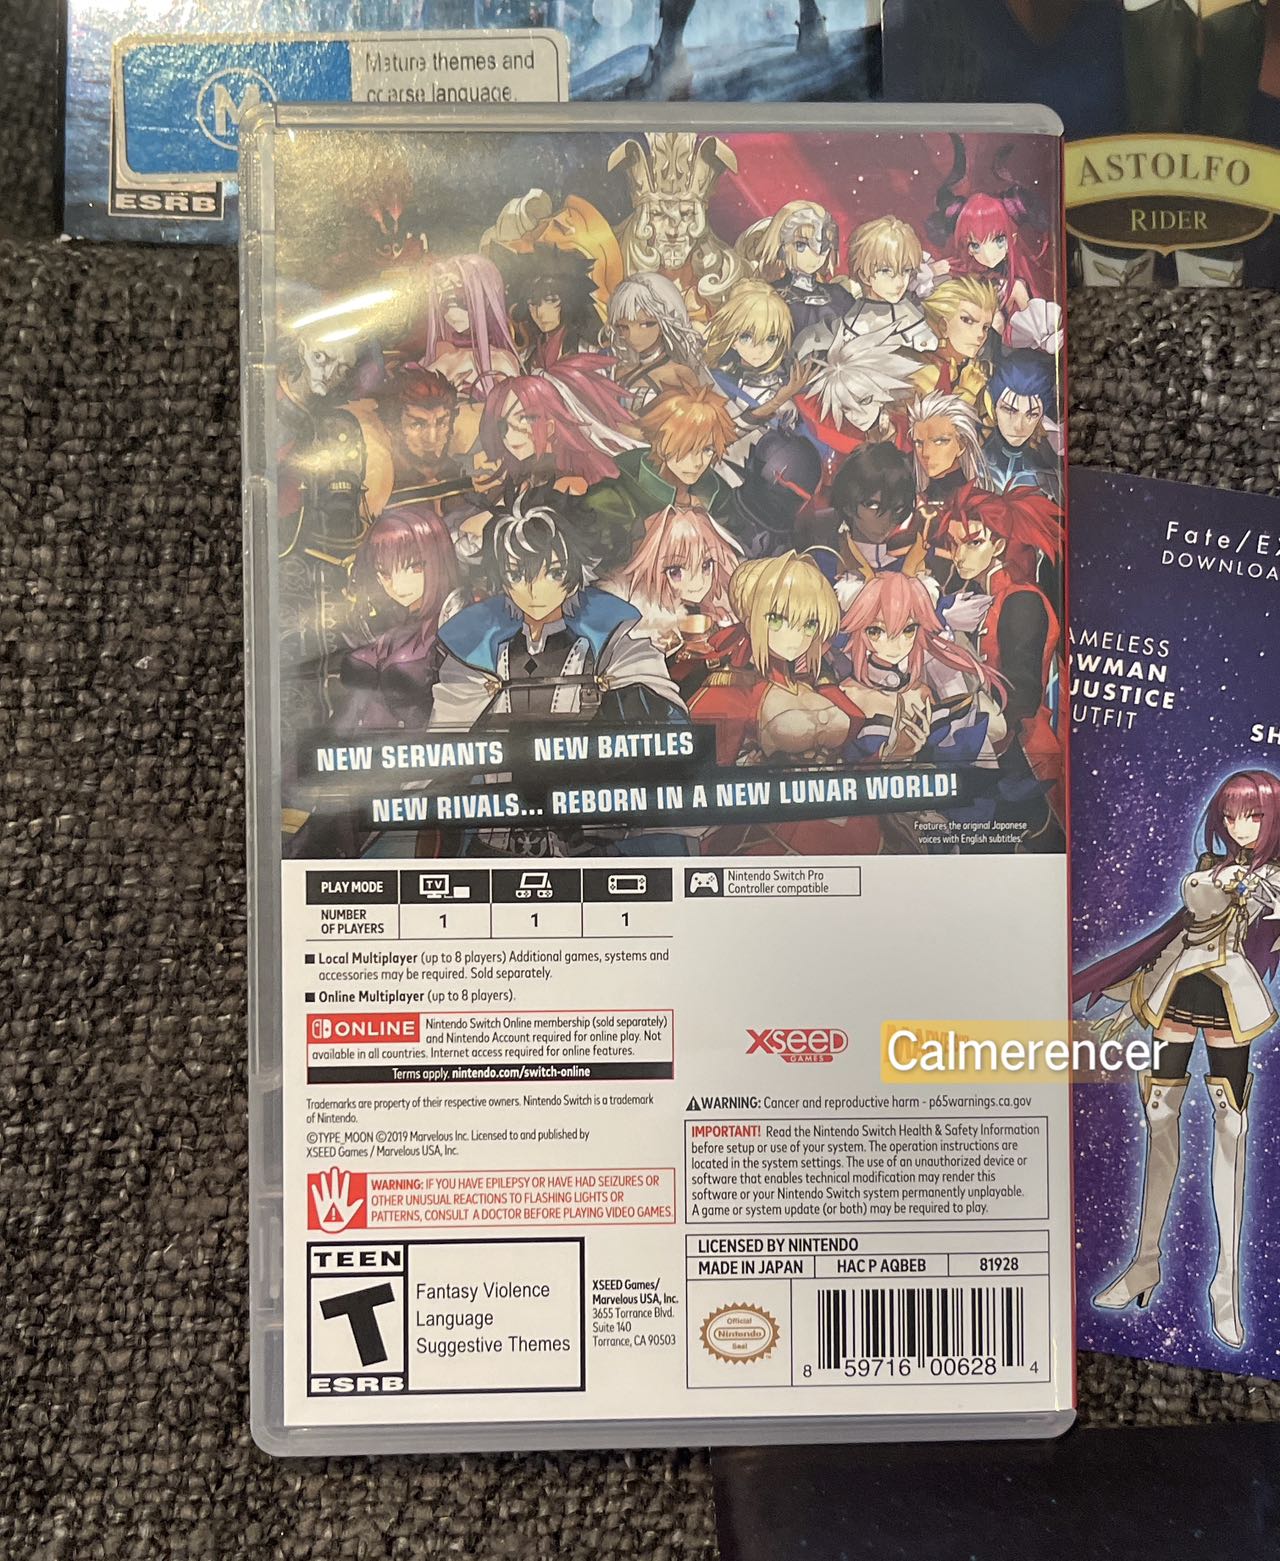 Mature themes and
coarse language.
M
ESRB
ASTOLFO
RIDER
Fate/E
DOWNLOA
AMELESS
OWMAN
JUSTICE
UTFIT
SH
NEW SERVANTS NEW BATTLES
NEW RIVALS... REBORN IN A NEW LUNAR WORLD!
Features the original Japanese
voices with English subtitles.
PLAY MODE
TV
NUMBER
OF PLAYERS
1 1 1
Nintendo Switch Pro
Controller compatible
■ Local Multiplayer (up to 8 players) Additional games, systems and
accessories may be required. Sold separately.
■ Online Multiplayer (up to 8 players).
ONLINE
Nintendo Switch Online membership (sold separately)
and Nintendo Account required for online play. Not
available in all countries. Internet access required for online features.
Terms apply. nintendo.com/switch-online
XSEED
GAMES
Calmerencer
Trademarks are property of their respective owners. Nintendo Switch is a trademark
of Nintendo.
©TYPE_MOON ©2019 Marvelous Inc. Licensed to and published by
XSEED Games / Marvelous USA, Inc.
WARNING: IF YOU HAVE EPILEPSY OR HAVE HAD SEIZURES OR
OTHER UNUSUAL REACTIONS TO FLASHING LIGHTS OR
PATTERNS, CONSULT A DOCTOR BEFORE PLAYING VIDEO GAMES.
⚠WARNING: Cancer and reproductive harm - p65warnings.ca.gov
IMPORTANT! Read the Nintendo Switch Health & Safety Information
before setup or use of your system. The operation instructions are
located in the system settings. The use of an unauthorized device or
software that enables technical modification may render this
software or your Nintendo Switch system permanently unplayable.
A game or system update (or both) may be required to play.
TEEN
T
ESRB
Fantasy Violence
Language
Suggestive Themes
XSEED Games/
Marvelous USA, Inc.
3655 Torrance Blvd.
Suite 140
Torrance, CA 90503
LICENSED BY NINTENDO
MADE IN JAPAN HAC P AQBEB 81928
Official
Nintendo
Seal
8 59716 00628 4